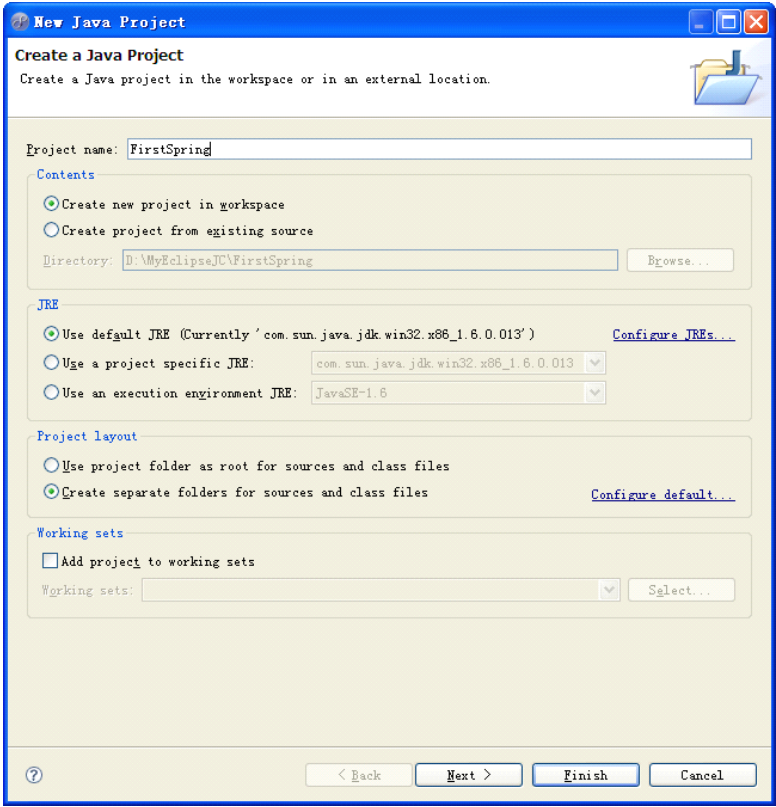 New Java Project
Create a Java Project
Create a Java project in the workspace or in an external location.
Project name: FirstSpring
Contents
Create new project in workspace
Create project from existing source
Directory: D:\MyEclipseJC\FirstSpring Browse...
JRE
Use default JRE (Currently 'com.sun.java.jdk.win32.x86_1.6.0.013') Configure JREs...
Use a project specific JRE: com.sun.java.jdk.win32.x86_1.6.0.013
Use an execution environment JRE: JavaSE-1.6
Project layout
Use project folder as root for sources and class files
Create separate folders for sources and class files Configure default...
Working sets
Add project to working sets
Working sets: Select...
< Back Next > Finish Cancel